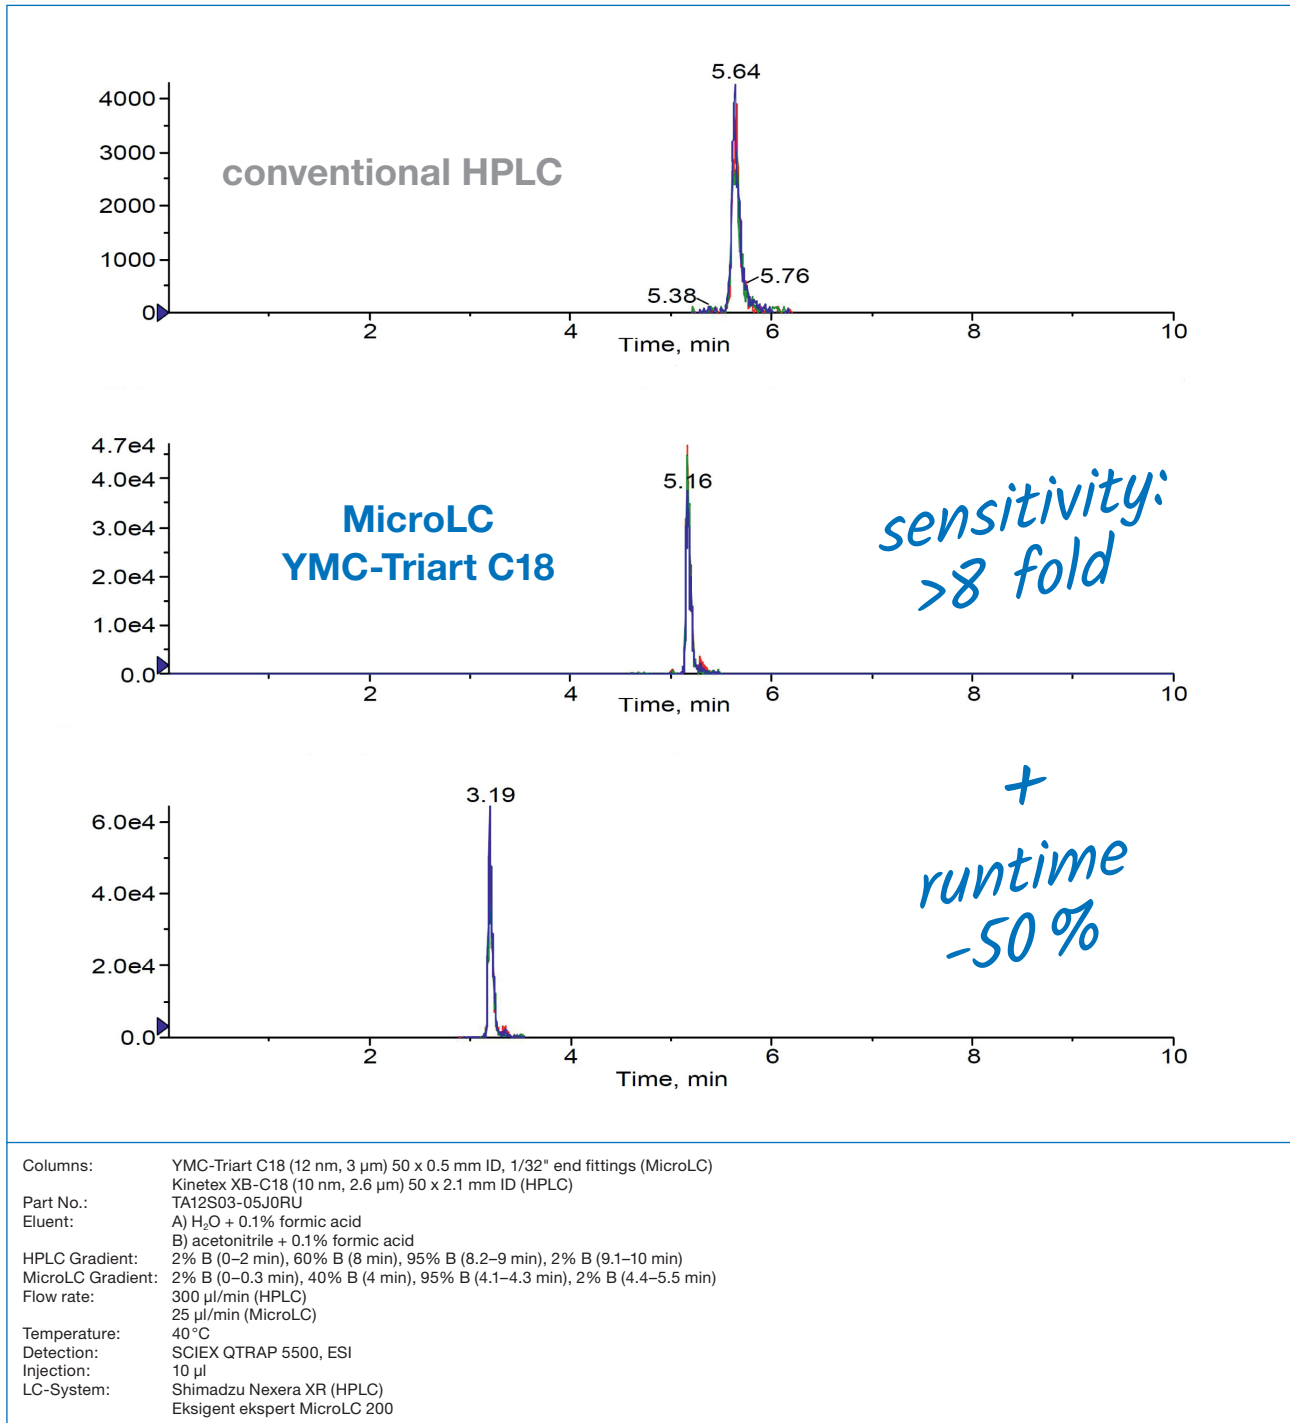 5.64
4000
3000
conventional HPLC
2000
1000
5.76
5.38
0
2 4 6 8 10
Time, min
4.7e4
4.0e4
5.16
3.0e4
MicroLC
YMC-Triart C18
2.0e4
1.0e4
0.0
sensitivity:
>8 fold
2 4 6 8 10
Time, min
3.19
6.0e4
4.0e4
2.0e4
0.0
+
runtime
-50 %
2 4 6 8 10
Time, min
Columns: YMC-Triart C18 (12 nm, 3 µm) 50 x 0.5 mm ID, 1/32" end fittings (MicroLC)
Kinetex XB-C18 (10 nm, 2.6 µm) 50 x 2.1 mm ID (HPLC)
Part No.: TA12S03-05J0RU
Eluent: A) H₂O + 0.1% formic acid
B) acetonitrile + 0.1% formic acid
HPLC Gradient: 2% B (0–2 min), 60% B (8 min), 95% B (8.2–9 min), 2% B (9.1–10 min)
MicroLC Gradient: 2% B (0–0.3 min), 40% B (4 min), 95% B (4.1–4.3 min), 2% B (4.4–5.5 min)
Flow rate: 300 µl/min (HPLC)
25 µl/min (MicroLC)
Temperature: 40°C
Detection: SCIEX QTRAP 5500, ESI
Injection: 10 µl
LC-System: Shimadzu Nexera XR (HPLC)
Eksigent ekspert MicroLC 200